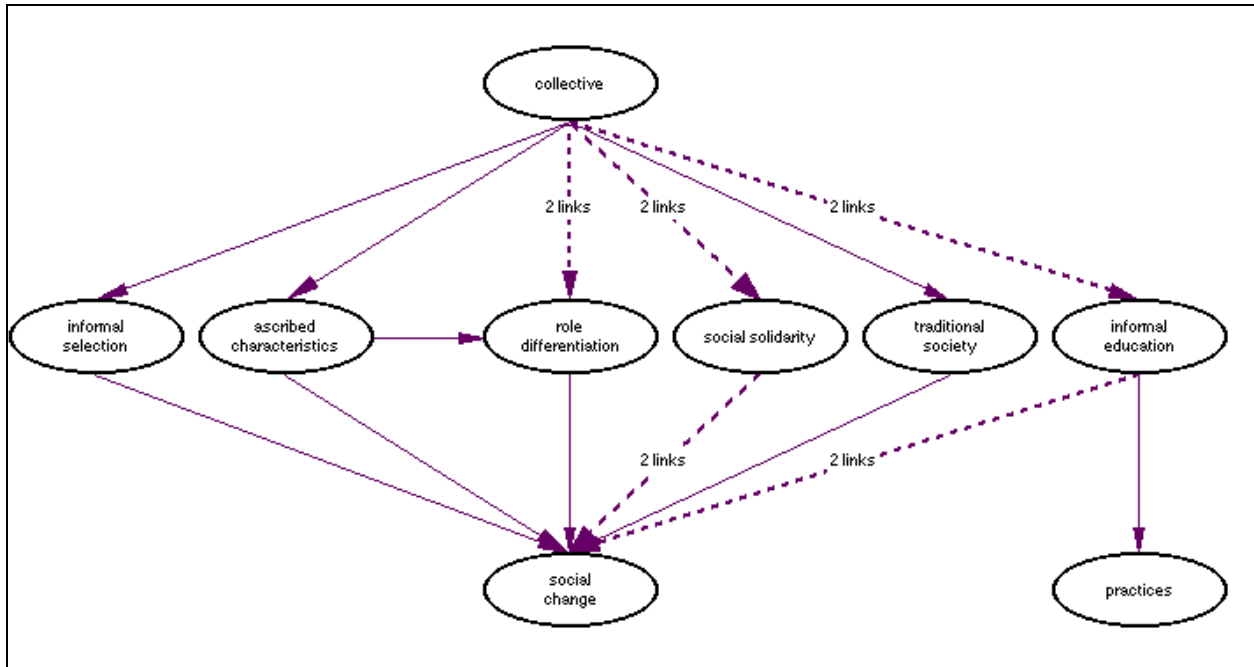 collective
2 links
2 links
2 links
informal
selection
ascribed
characteristics
role
differentiation
social solidarity
traditional
society
informal
education
2 links
2 links
social
change
practices